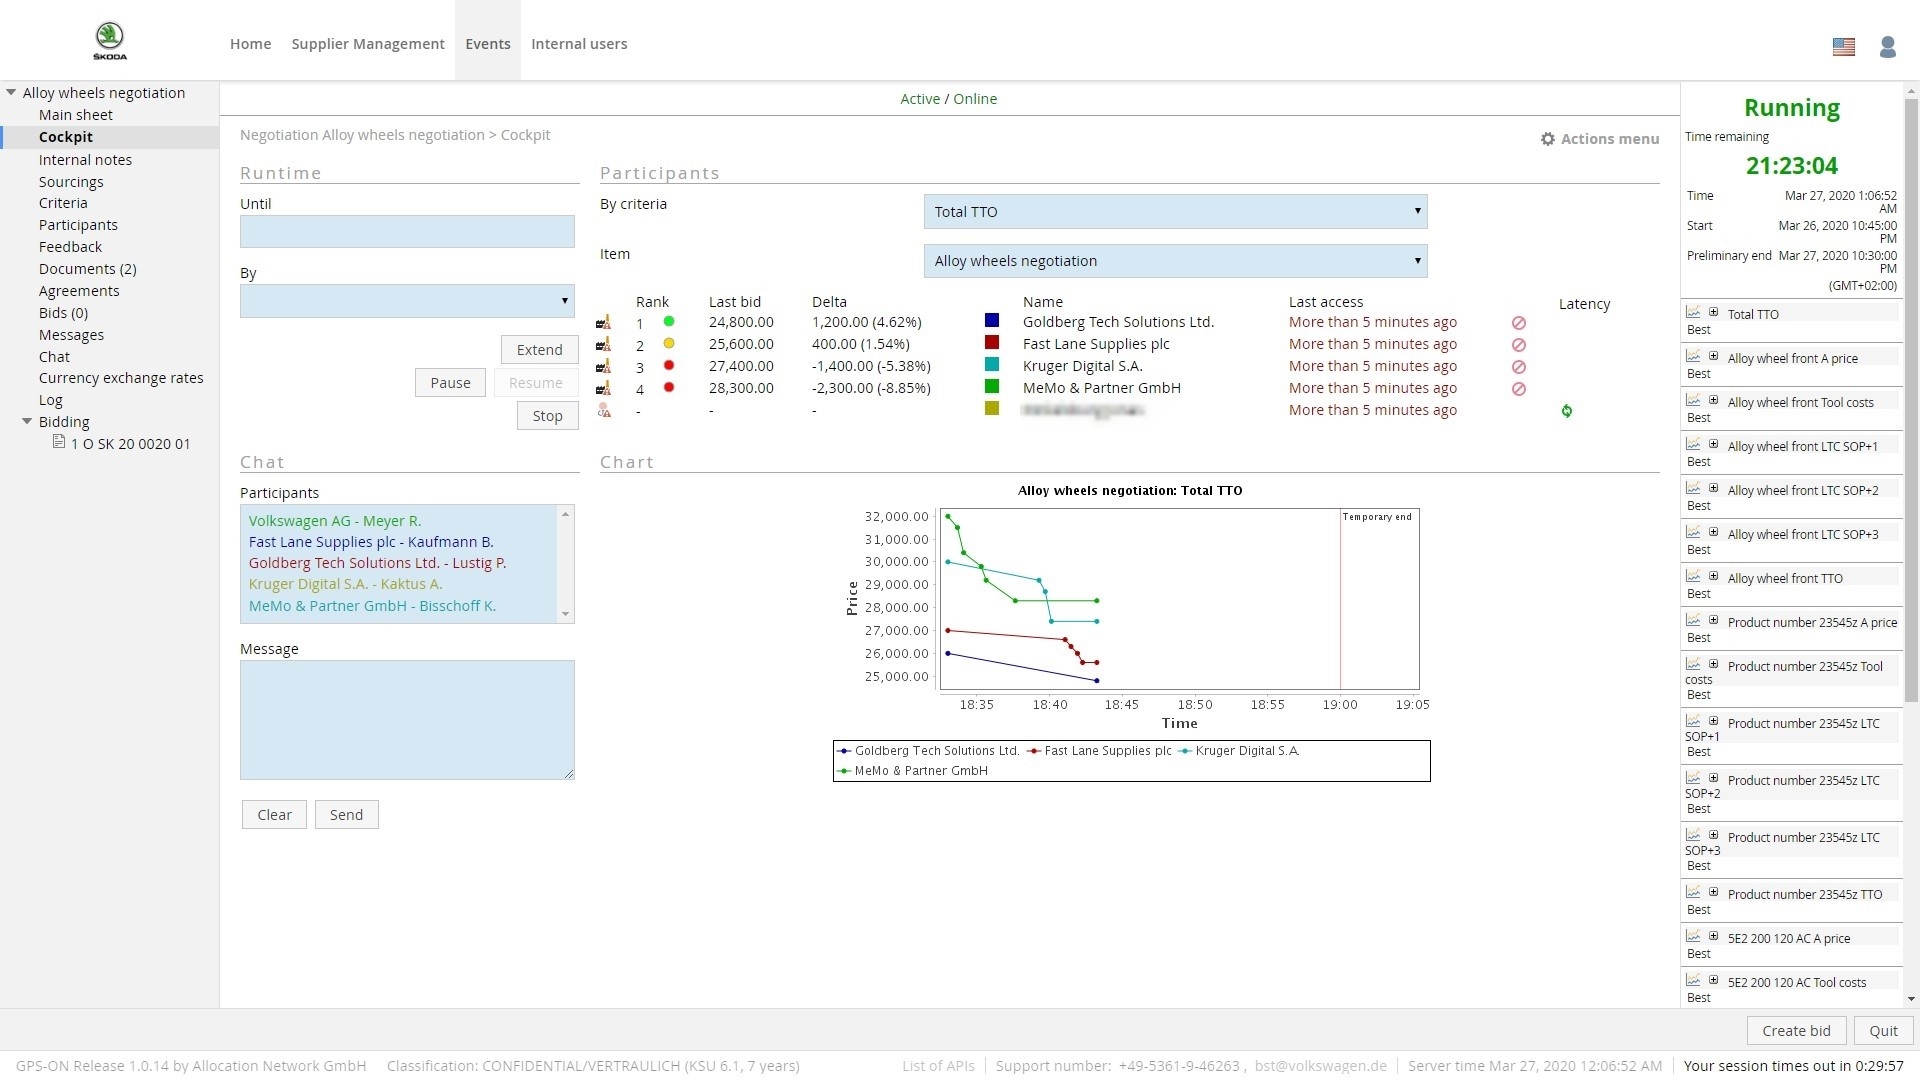 ŠKODA
Home Supplier Management Events Internal users
Alloy wheels negotiation
Main sheet
Cockpit
Internal notes
Sourcings
Criteria
Participants
Feedback
Documents (2)
Agreements
Bids (0)
Messages
Chat
Currency exchange rates
Log
Bidding
1 O SK 20 0020 01
Active / Online
Negotiation Alloy wheels negotiation > Cockpit
Actions menu
Runtime
Until
By
Extend
Pause Resume
Stop
Participants
By criteria Total TTO
Item Alloy wheels negotiation
Rank Last bid Delta Name Last access Latency
1 24,800.00 1,200.00 (4.62%) Goldberg Tech Solutions Ltd. More than 5 minutes ago
2 25,600.00 400.00 (1.54%) Fast Lane Supplies plc More than 5 minutes ago
3 27,400.00 -1,400.00 (-5.38%) Kruger Digital S.A. More than 5 minutes ago
4 28,300.00 -2,300.00 (-8.85%) MeMo & Partner GmbH More than 5 minutes ago
- - - More than 5 minutes ago
Chat
Participants
Volkswagen AG - Meyer R.
Fast Lane Supplies plc - Kaufmann B.
Goldberg Tech Solutions Ltd. - Lustig P.
Kruger Digital S.A. - Kaktus A.
MeMo & Partner GmbH - Bisschoff K.
Message
Clear Send
Chart
Alloy wheels negotiation: Total TTO
Temporary end
32,000.00
31,000.00
30,000.00
29,000.00
28,000.00
27,000.00
26,000.00
25,000.00
Price
18:35 18:40 18:45 18:50 18:55 19:00 19:05
Time
Goldberg Tech Solutions Ltd. Fast Lane Supplies plc Kruger Digital S.A.
MeMo & Partner GmbH
Running
Time remaining
21:23:04
Time Mar 27, 2020 1:06:52
AM
Start Mar 26, 2020 10:45:00
PM
Preliminary end Mar 27, 2020 10:30:00
PM
(GMT+02:00)
Total TTO
Best
Alloy wheel front A price
Best
Alloy wheel front Tool costs
Best
Alloy wheel front LTC SOP+1
Best
Alloy wheel front LTC SOP+2
Best
Alloy wheel front LTC SOP+3
Best
Alloy wheel front TTO
Best
Product number 23545z A price
Best
Product number 23545z Tool
costs
Best
Product number 23545z LTC
SOP+1
Best
Product number 23545z LTC
SOP+2
Best
Product number 23545z LTC
SOP+3
Best
Product number 23545z TTO
Best
5E2 200 120 AC A price
Best
5E2 200 120 AC Tool costs
Best
Create bid Quit
GPS-ON Release 1.0.14 by Allocation Network GmbH Classification: CONFIDENTIAL/VERTRAULICH (KSU 6.1, 7 years) List of APIs Support number: +49-5361-9-46263 , bst@volkswagen.de Server time Mar 27, 2020 12:06:52 AM Your session times out in 0:29:57